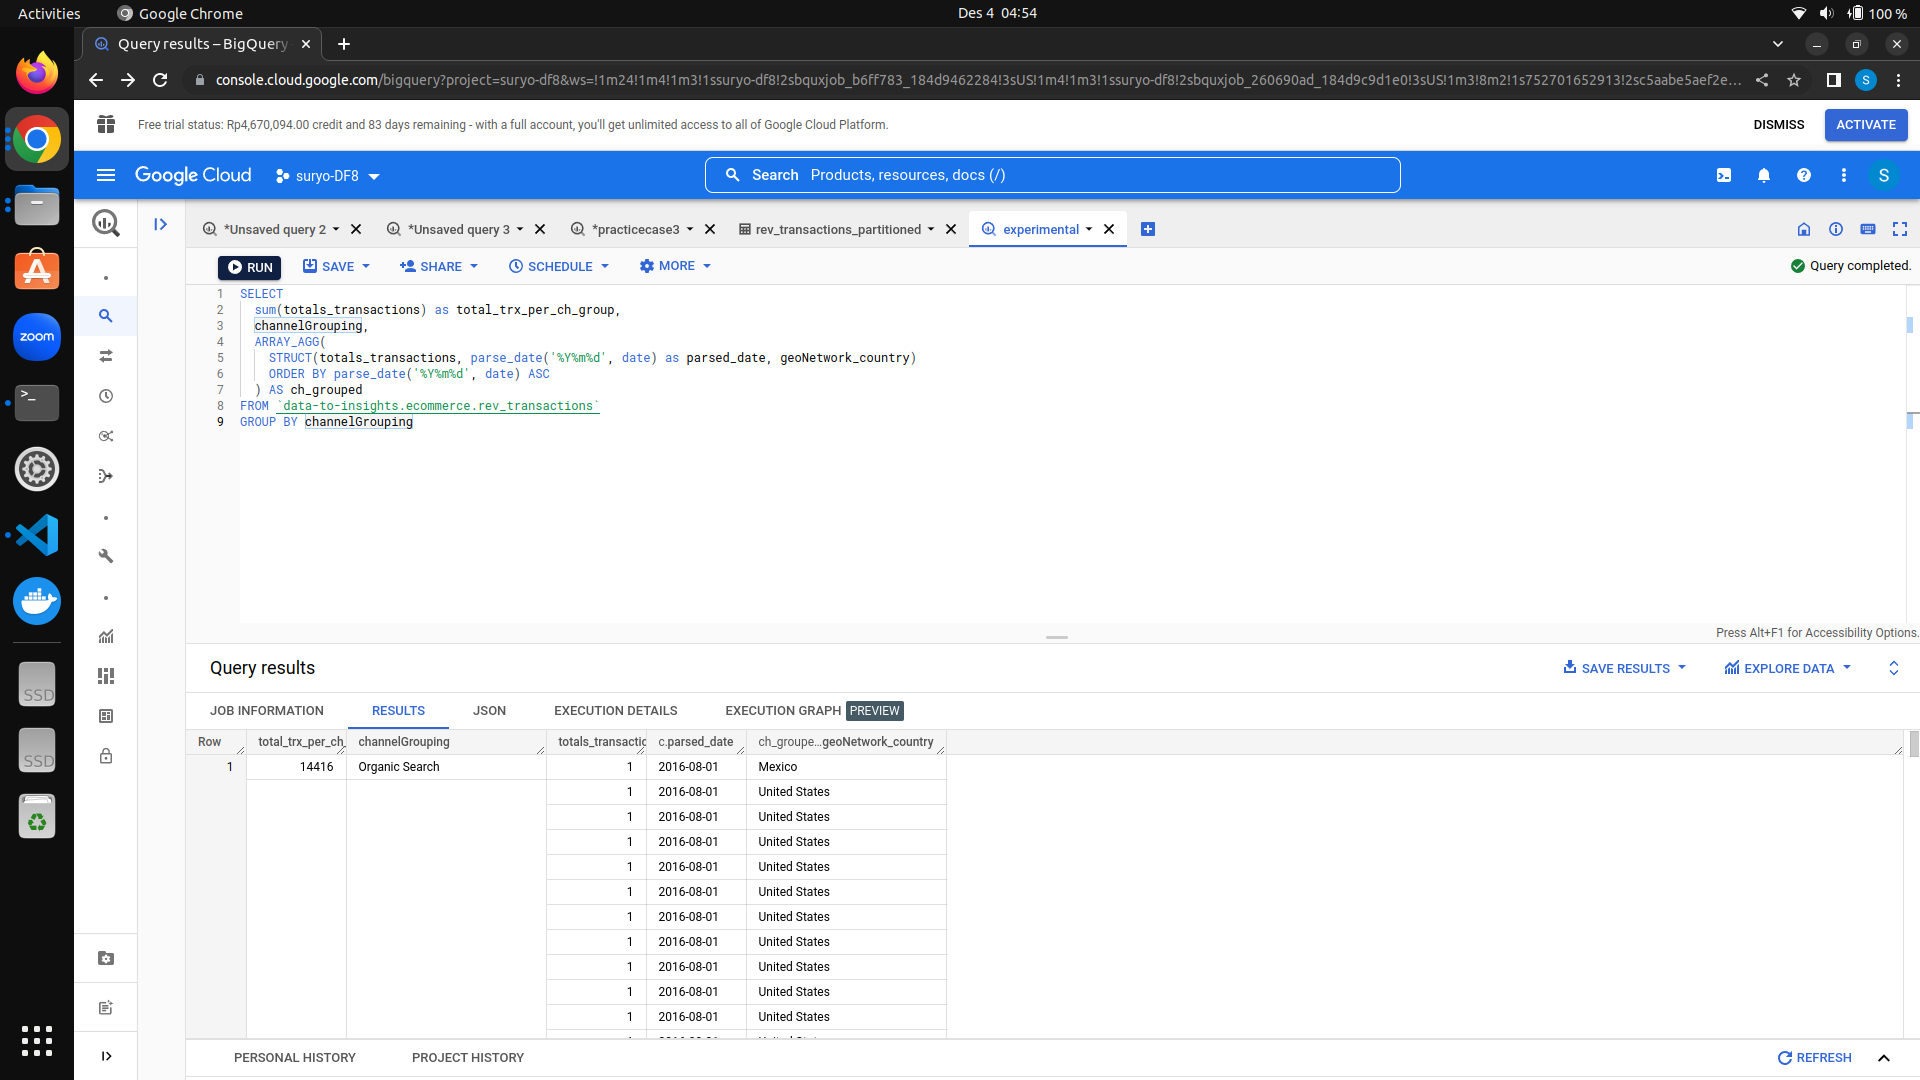 Activities
Google Chrome
Des 4 04:54
100 %
Query results – BigQuery
console.cloud.google.com/bigquery?project=suryo-df8&ws=!1m24!1m4!1m3!1ssuryo-df8!2sbquxjob_b6ff783_184d9462284!3sUS!1m4!1m3!1ssuryo-df8!2sbquxjob_260690ad_184d9c9d1e0!3sUS!1m3!8m2!1s752701652913!2sc5aabe5aef2e...
S
Free trial status: Rp4,670,094.00 credit and 83 days remaining - with a full account, you'll get unlimited access to all of Google Cloud Platform.
DISMISS
ACTIVATE
Google Cloud
suryo-DF8
Search Products, resources, docs (/)
S
*Unsaved query 2
*Unsaved query 3
*practicecase3
rev_transactions_partitioned
experimental
RUN
SAVE
SHARE
SCHEDULE
MORE
Query completed.
1 SELECT
2 sum(totals_transactions) as total_trx_per_ch_group,
3 channelGrouping,
4 ARRAY_AGG(
5 STRUCT(totals_transactions, parse_date('%Y%m%d', date) as parsed_date, geoNetwork_country)
6 ORDER BY parse_date('%Y%m%d', date) ASC
7 ) AS ch_grouped
8 FROM `data-to-insights.ecommerce.rev_transactions`
9 GROUP BY channelGrouping
Press Alt+F1 for Accessibility Options.
Query results
SAVE RESULTS
EXPLORE DATA
JOB INFORMATION
RESULTS
JSON
EXECUTION DETAILS
EXECUTION GRAPH PREVIEW
Row total_trx_per_ch_ channelGrouping totals_transactic c.parsed_date ch_groupe...geoNetwork_country
1 14416 Organic Search 1 2016-08-01 Mexico
1 2016-08-01 United States
1 2016-08-01 United States
1 2016-08-01 United States
1 2016-08-01 United States
1 2016-08-01 United States
1 2016-08-01 United States
1 2016-08-01 United States
1 2016-08-01 United States
1 2016-08-01 United States
1 2016-08-01 United States
PERSONAL HISTORY
PROJECT HISTORY
REFRESH
zoom
SSD
SSD